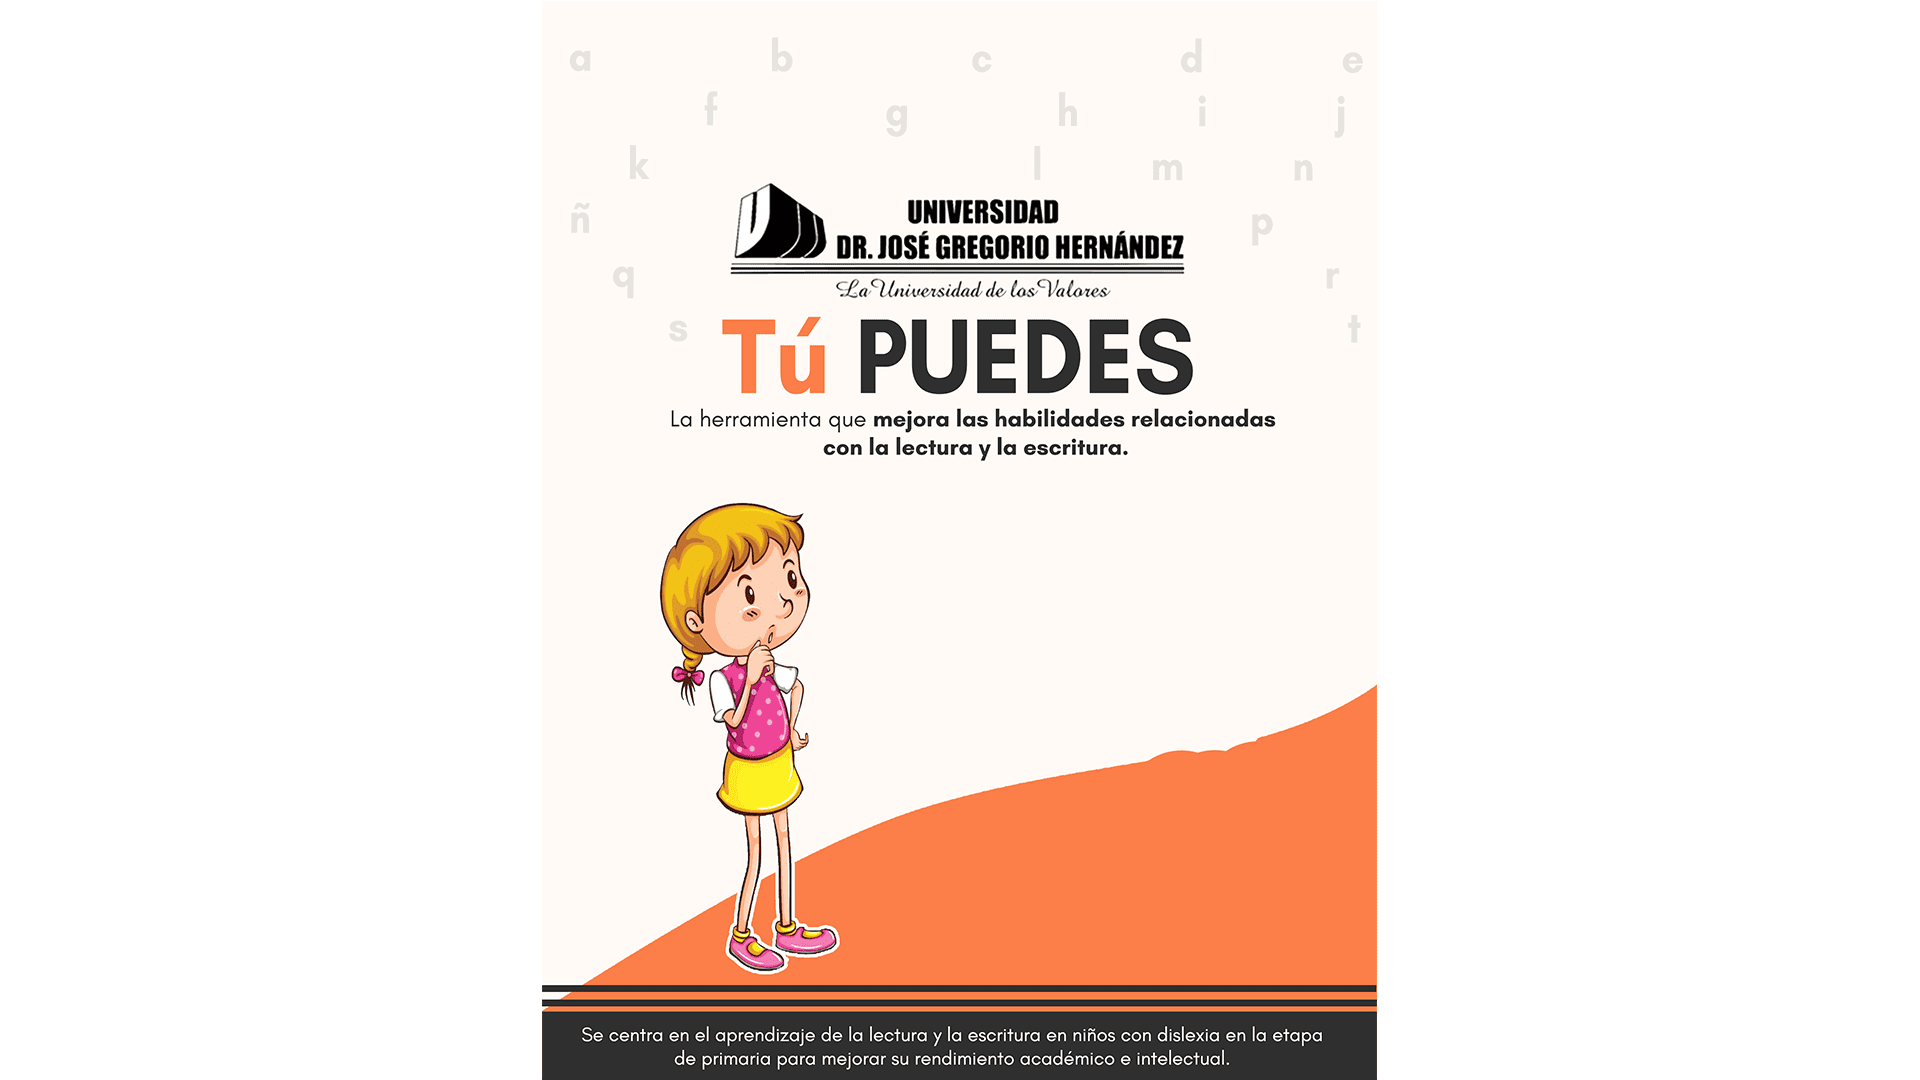 a b c d e
f g h i j
k l m n
ñ p
q r
s t
UNIVERSIDAD
DR. JOSÉ GREGORIO HERNÁNDEZ
La Universidad de los Valores
Tú PUEDES
La herramienta que mejora las habilidades relacionadas
con la lectura y la escritura.
Se centra en el aprendizaje de la lectura y la escritura en niños con dislexia en la etapa
de primaria para mejorar su rendimiento académico e intelectual.